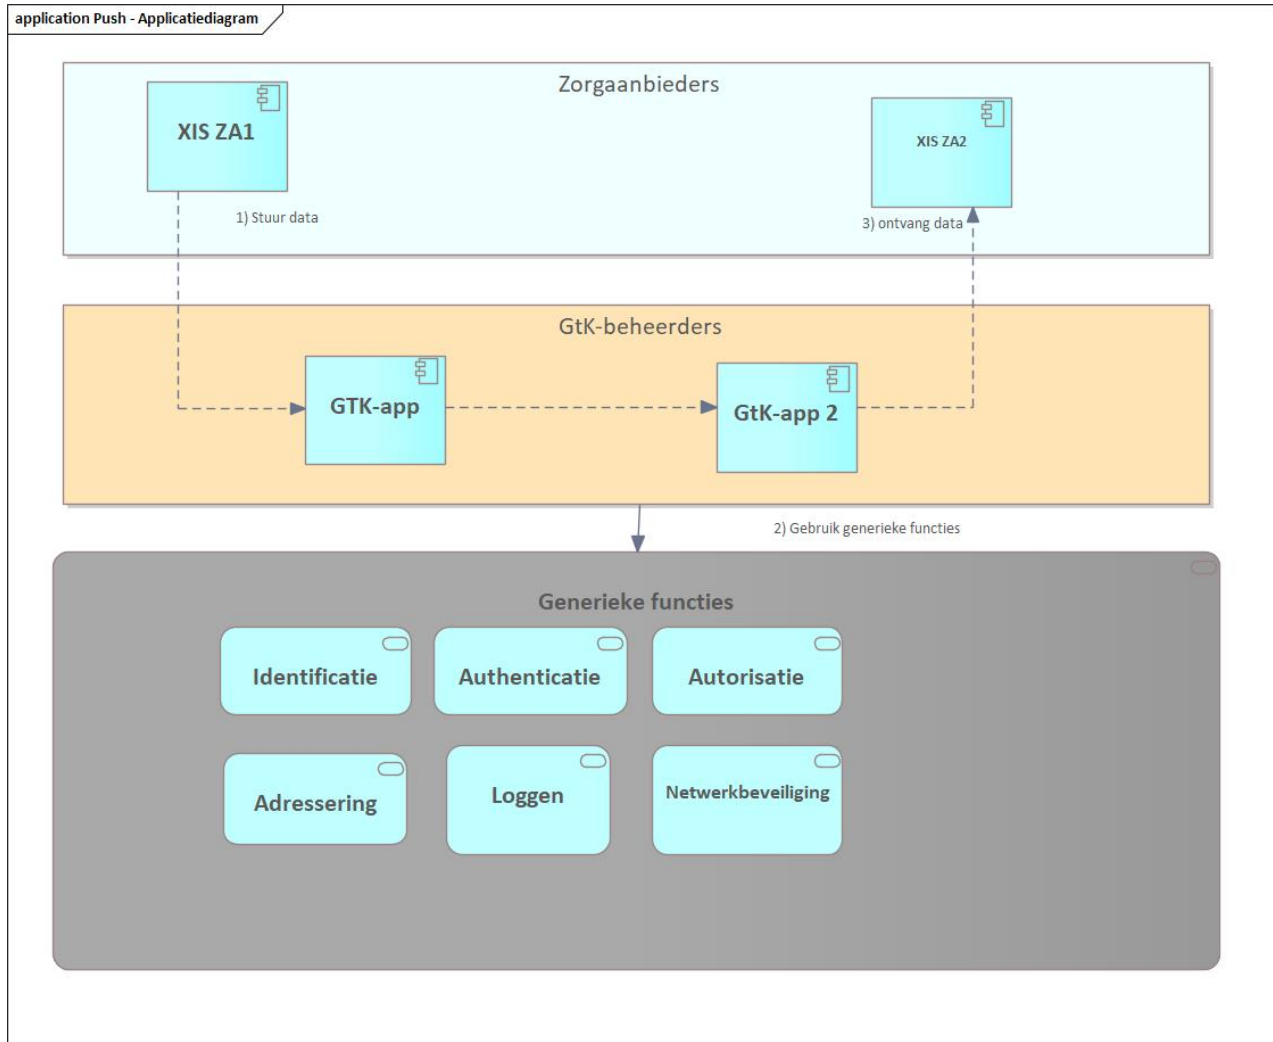 application Push - Applicatiediagram
Zorgaanbieders
XIS ZA1
XIS ZA2
1) Stuur data
3) ontvang data
GtK-beheerders
GTK-app
GtK-app 2
2) Gebruik generieke functies
Generieke functies
Identificatie
Authenticatie
Autorisatie
Adressering
Loggen
Netwerkbeveiliging